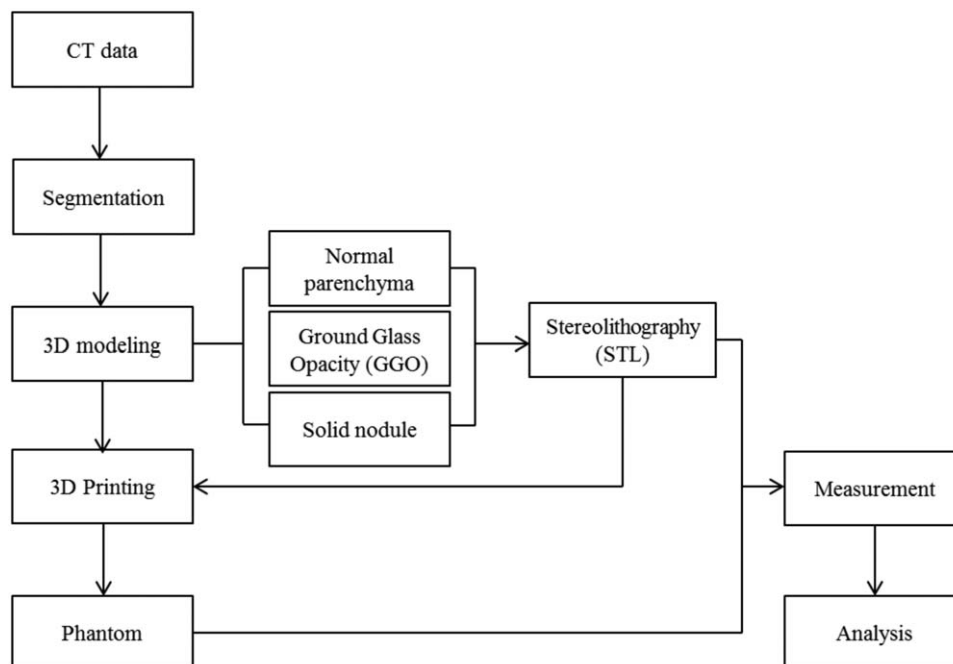 CT data
Segmentation
3D modeling
Normal
parenchyma
Ground Glass
Opacity (GGO)
Solid nodule
Stereolithography
(STL)
3D Printing
Phantom
Measurement
Analysis